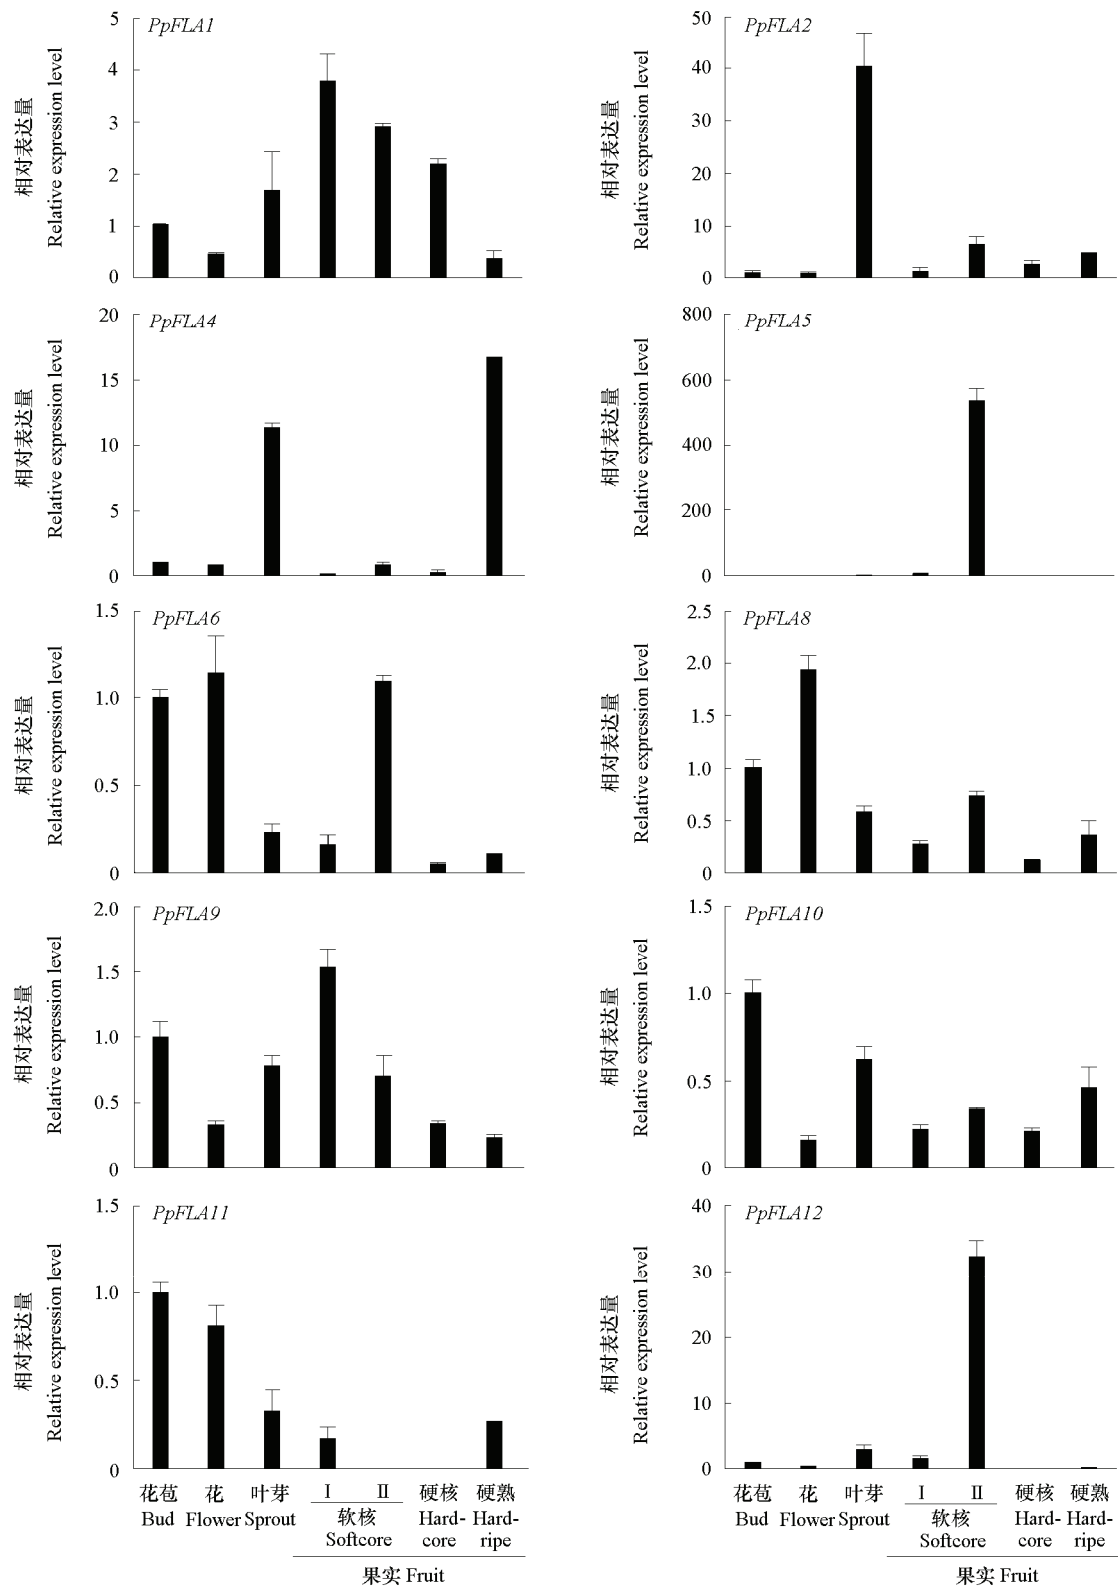 PpFLA1
相对表达量
Relative expression level
5
4
3
2
1
0
PpFLA2
相对表达量
Relative expression level
50
40
30
20
10
0
PpFLA4
相对表达量
Relative expression level
20
15
10
5
0
PpFLA5
相对表达量
Relative expression level
800
600
400
200
0
PpFLA6
相对表达量
Relative expression level
1.5
1.0
0.5
0
PpFLA8
相对表达量
Relative expression level
2.5
2.0
1.5
1.0
0.5
0
PpFLA9
相对表达量
Relative expression level
2.0
1.5
1.0
0.5
0
PpFLA10
相对表达量
Relative expression level
1.5
1.0
0.5
0
PpFLA11
相对表达量
Relative expression level
1.5
1.0
0.5
0
PpFLA12
相对表达量
Relative expression level
40
30
20
10
0
花苞 花 叶芽 Ⅰ Ⅱ 硬核 硬熟
Bud Flower Sprout 软核 Hard- Hard-
Softcore core ripe
果实 Fruit
花苞 花 叶芽 Ⅰ Ⅱ 硬核 硬熟
Bud Flower Sprout 软核 Hard- Hard-
Softcore core ripe
果实 Fruit